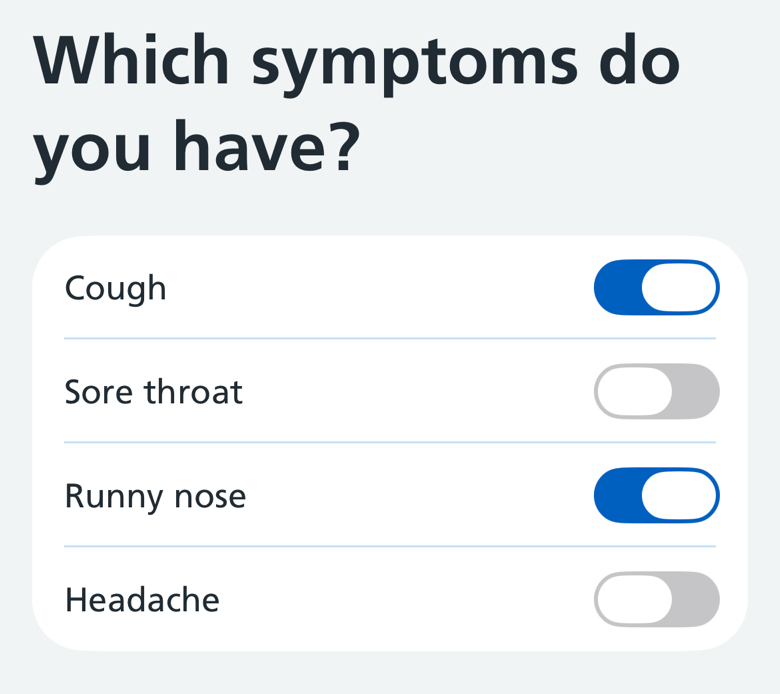 Which symptoms do
you have?
Cough
Sore throat
Runny nose
Headache